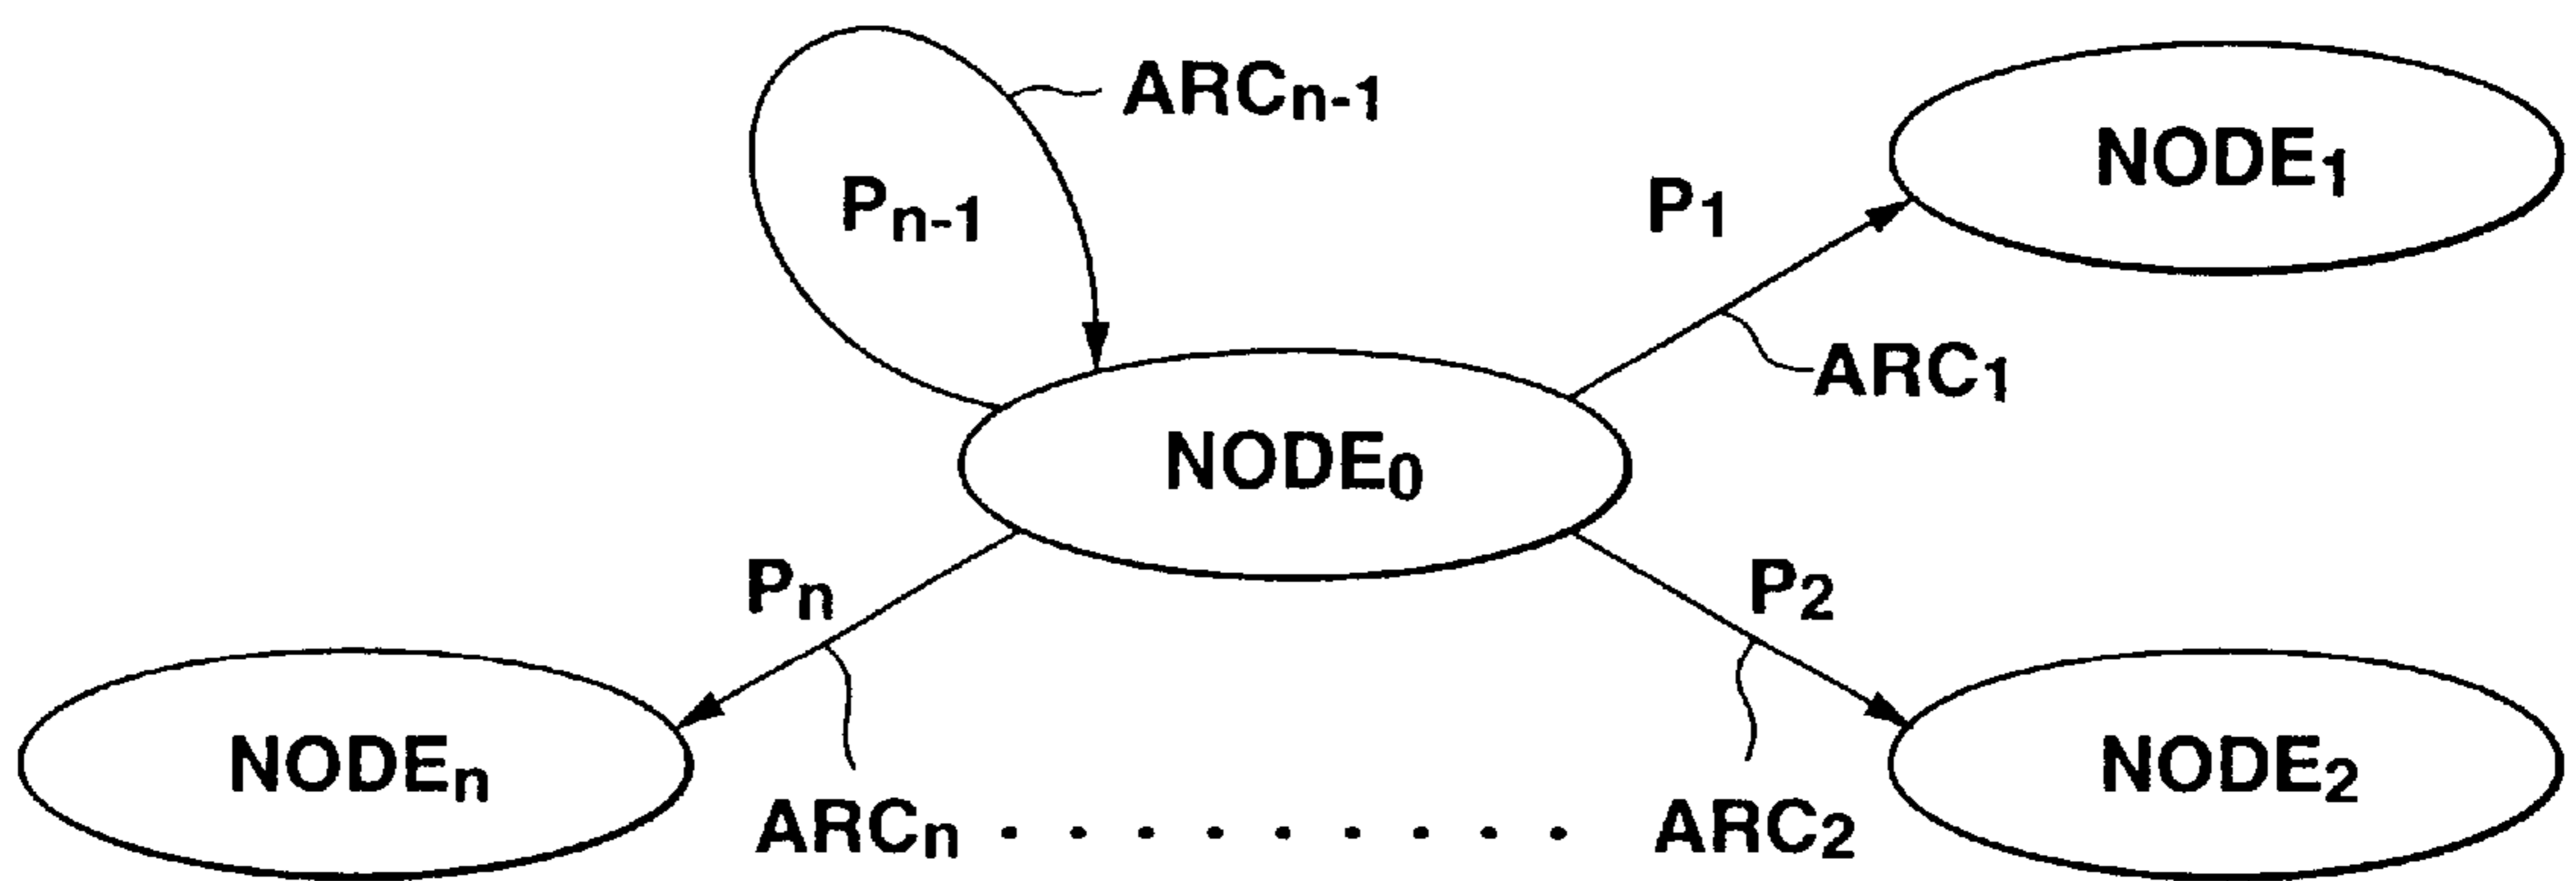 ARCn-1
NODE1
Pn-1
P1
ARC1
NODE0
Pn
P2
NODEn
NODE2
ARCn . . . . . . . . . ARC2